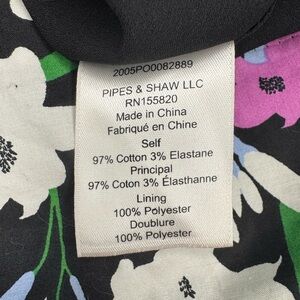 2005PO0082889
PIPES & SHAW LLC
RN155820
Made in China
Fabriqué en Chine
Self
97% Cotton 3% Elastane
Principal
97% Coton 3% Élasthanne
Lining
100% Polyester
Doublure
100% Polyester